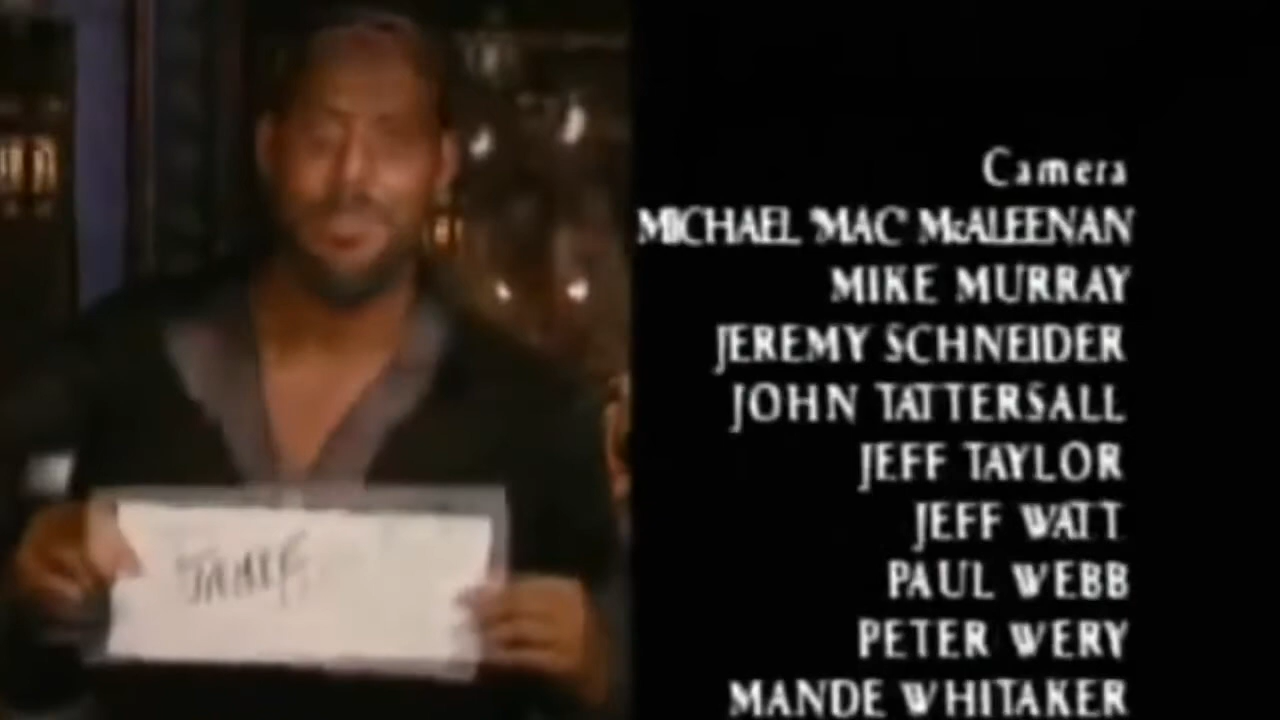 Camera
MICHAEL 'MAC' McALEENAN
MIKE MURRAY
JEREMY SCHNEIDER
JOHN TATTERSALL
JEFF TAYLOR
JEFF WATT
PAUL WEBB
PETER WERY
MANDE WHITAKER